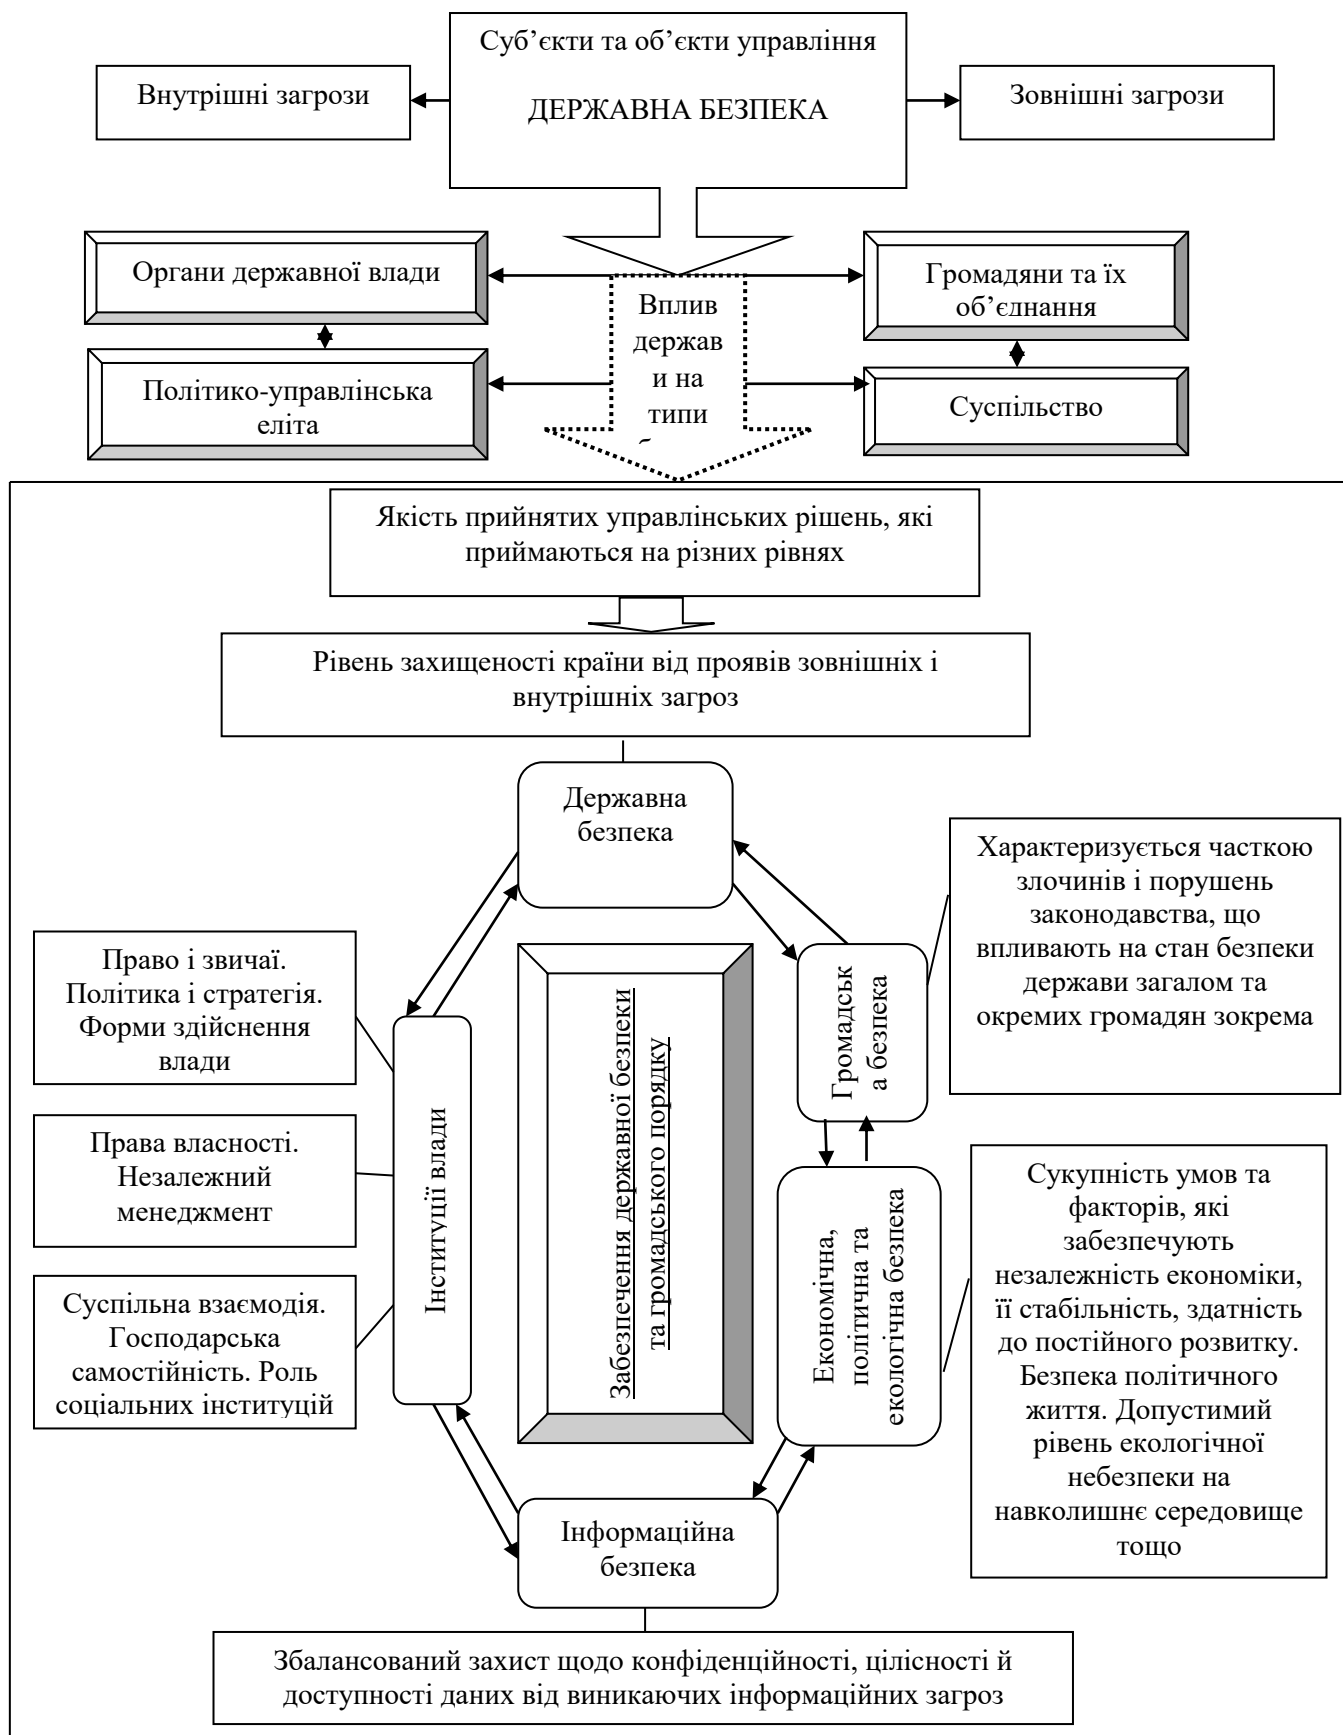 Суб’єкти та об’єкти управління
ДЕРЖАВНА БЕЗПЕКА
Внутрішні загрози
Зовнішні загрози
Органи державної влади
Громадяни та їх
об’єднання
Вплив
держав
и на
типи
Політико-управлінська
еліта
Суспільство
Якість прийнятих управлінських рішень, які
приймаються на різних рівнях
Рівень захищеності країни від проявів зовнішніх і
внутрішніх загроз
Державна
безпека
Характеризується часткою
злочинів і порушень
законодавства, що
впливають на стан безпеки
держави загалом та
окремих громадян зокрема
Право і звичаї.
Політика і стратегія.
Форми здійснення
влади
Права власності.
Незалежний
менеджмент
Суспільна взаємодія.
Господарська
самостійність. Роль
соціальних інституцій
Інституції влади
Забезпечення державної безпеки
та громадського порядку
Громадськ
а безпека
Економічна,
політична та
екологічна безпека
Сукупність умов та
факторів, які
забезпечують
незалежність економіки,
її стабільність, здатність
до постійного розвитку.
Безпека політичного
життя. Допустимий
рівень екологічної
небезпеки на
навколишнє середовище
тощо
Інформаційна
безпека
Збалансований захист щодо конфіденційності, цілісності й
доступності даних від виникаючих інформаційних загроз